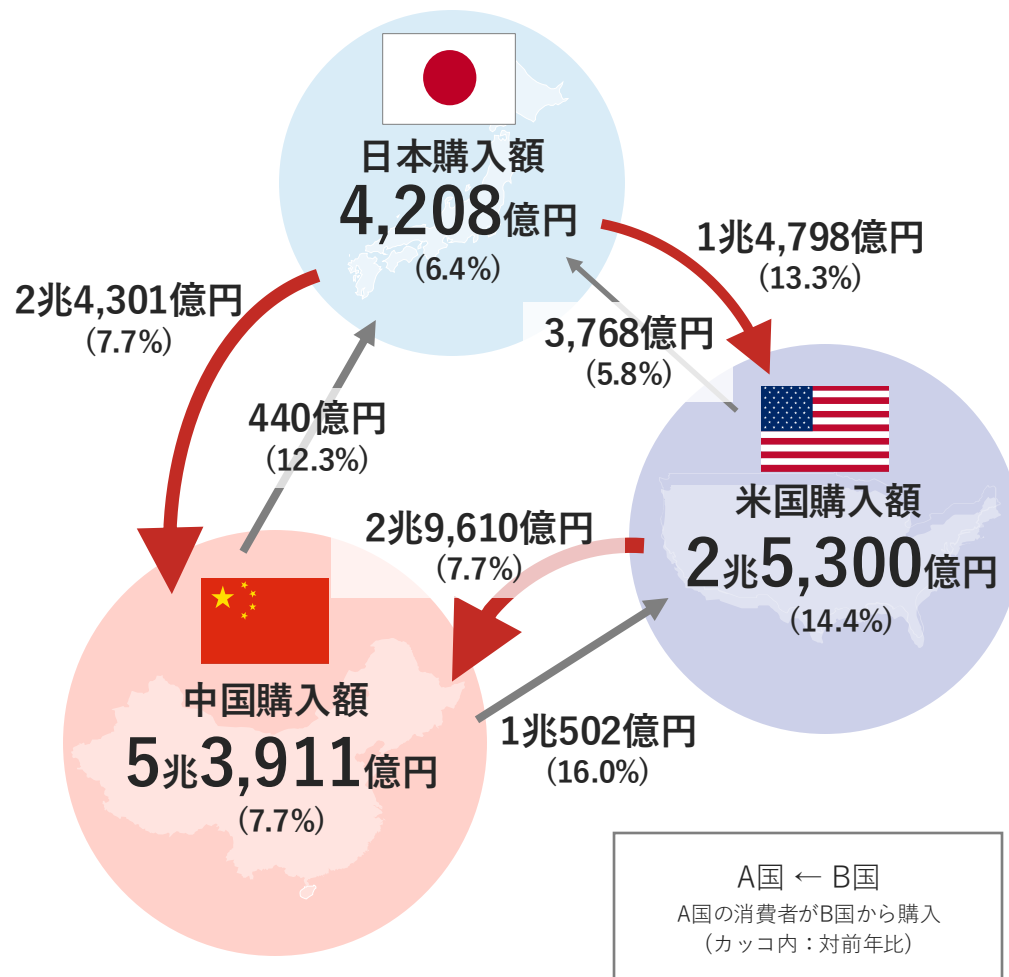 日本購入額
4,208億円
(6.4%)
1兆4,798億円
(13.3%)
2兆4,301億円
(7.7%)
3,768億円
(5.8%)
440億円
(12.3%)
米国購入額
2兆5,300億円
(14.4%)
2兆9,610億円
(7.7%)
中国購入額
5兆3,911億円
(7.7%)
1兆502億円
(16.0%)
A国 ← B国
A国の消費者がB国から購入
(カッコ内：対前年比)